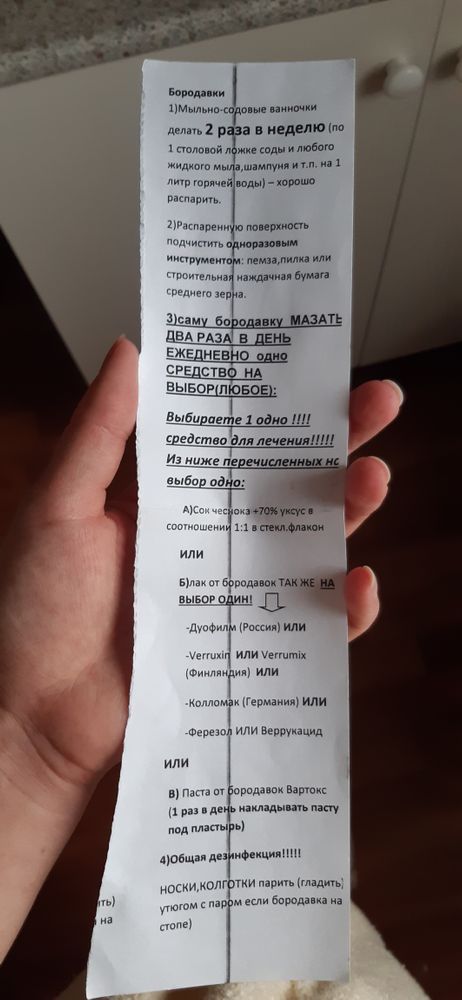 Бородавки
1)Мыльно-содовые ванночки
делать 2 раза в неделю (по
1 столовой ложке соды и любого
жидкого мыла,шампуня и т.п. на 1
литр горячей воды) – хорошо
распарить.
2)Распаренную поверхность
подчистить одноразовым
инструментом: пемза,пилка или
строительная наждачная бумага
среднего зерна.
3)саму бородавку МАЗАТЬ
ДВА РАЗА В ДЕНЬ
ЕЖЕДНЕВНО одно
СРЕДСТВО НА
ВЫБОР(ЛЮБОЕ):
Выбираете 1 одно !!!!
средство для лечения!!!!!
Из ниже перечисленных на
выбор одно:
А)Сок чеснока +70% уксус в
соотношении 1:1 в стекл.флакон
ИЛИ
Б)лак от бородавок ТАК ЖЕ НА
ВЫБОР ОДИН!
-Дуофилм (Россия) ИЛИ
-Verruxin ИЛИ Verrumix
(Финляндия) ИЛИ
-Колломак (Германия) ИЛИ
-Ферезол ИЛИ Веррукацид
ИЛИ
В) Паста от бородавок Вартокс
(1 раз в день накладывать пасту
под пластырь)
4)Общая дезинфекция!!!!!
НОСКИ,КОЛГОТКИ парить (гладить)
утюгом с паром если бородавка на
стопе)
ить)
на